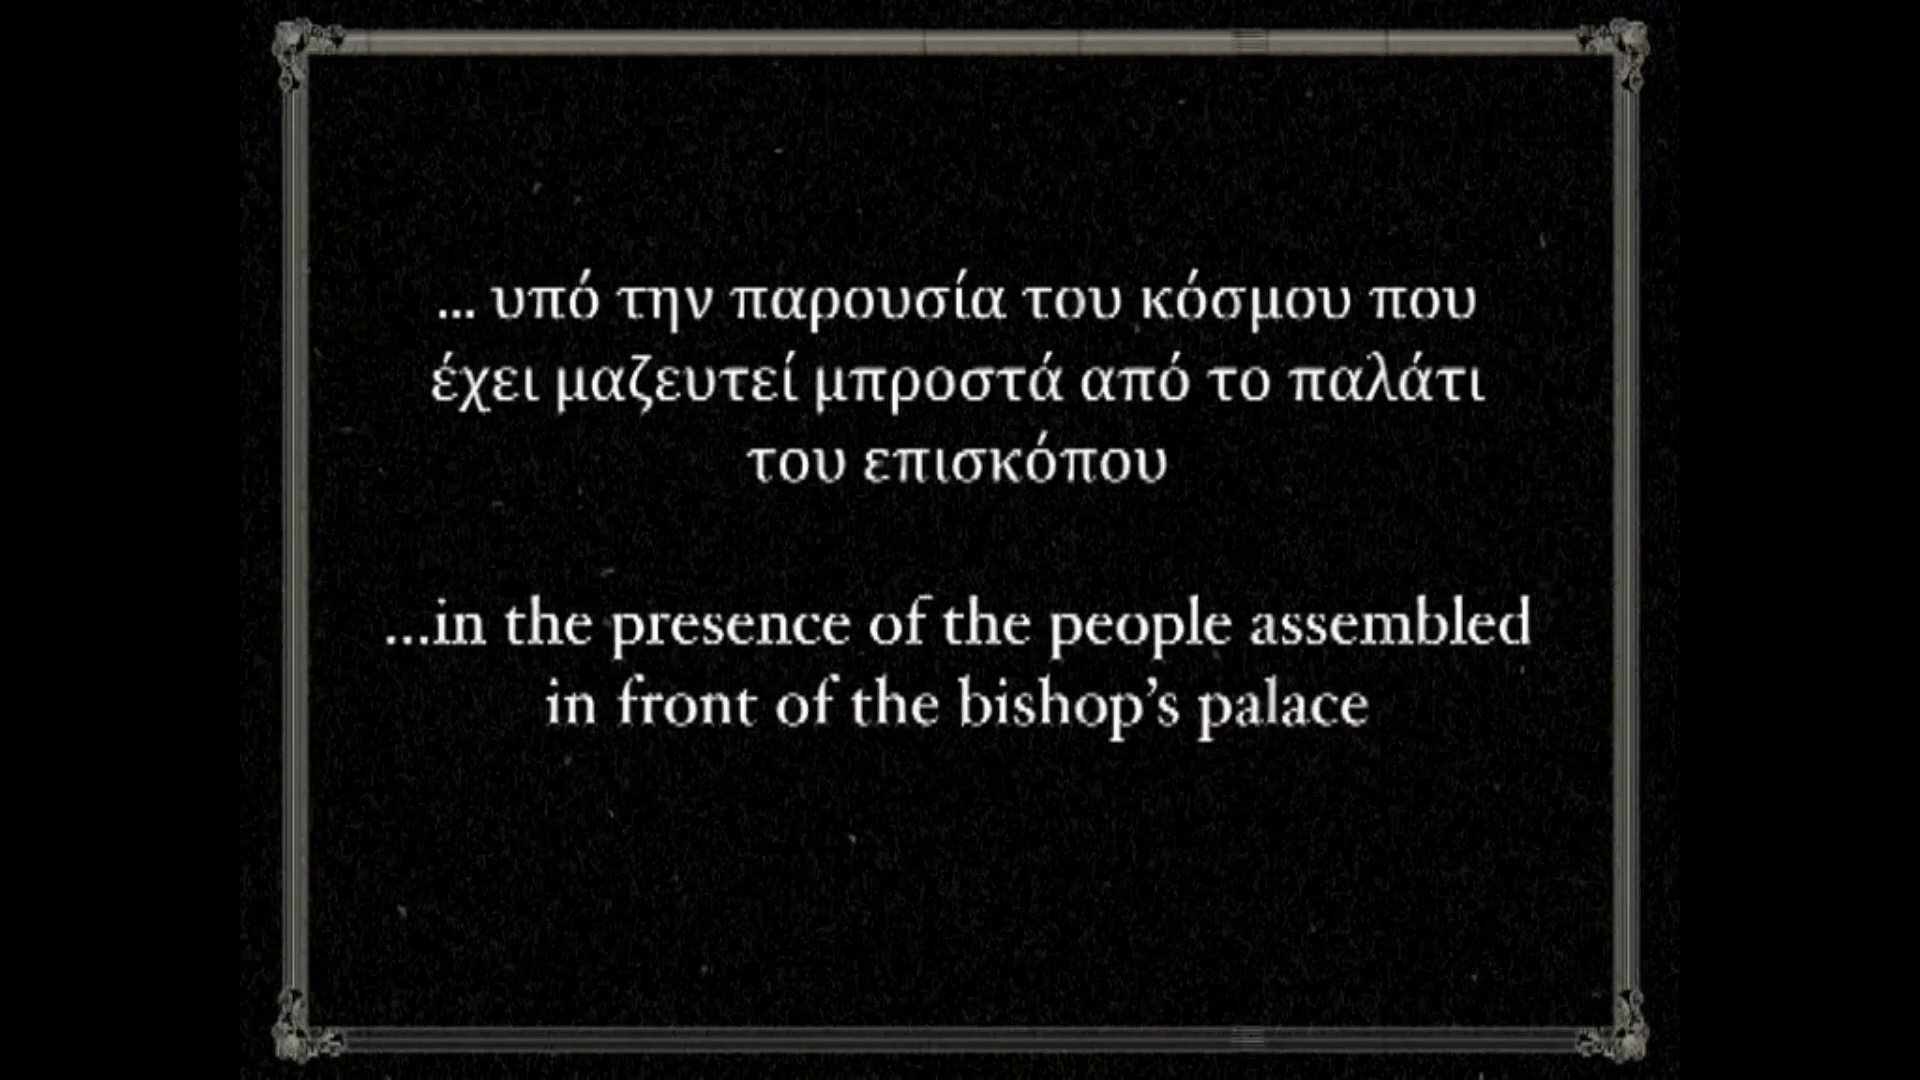 ... υπό την παρουσία του κόσμου που
έχει μαζευτεί μπροστά από το παλάτι
του επισκόπου
...in the presence of the people assembled
in front of the bishop’s palace